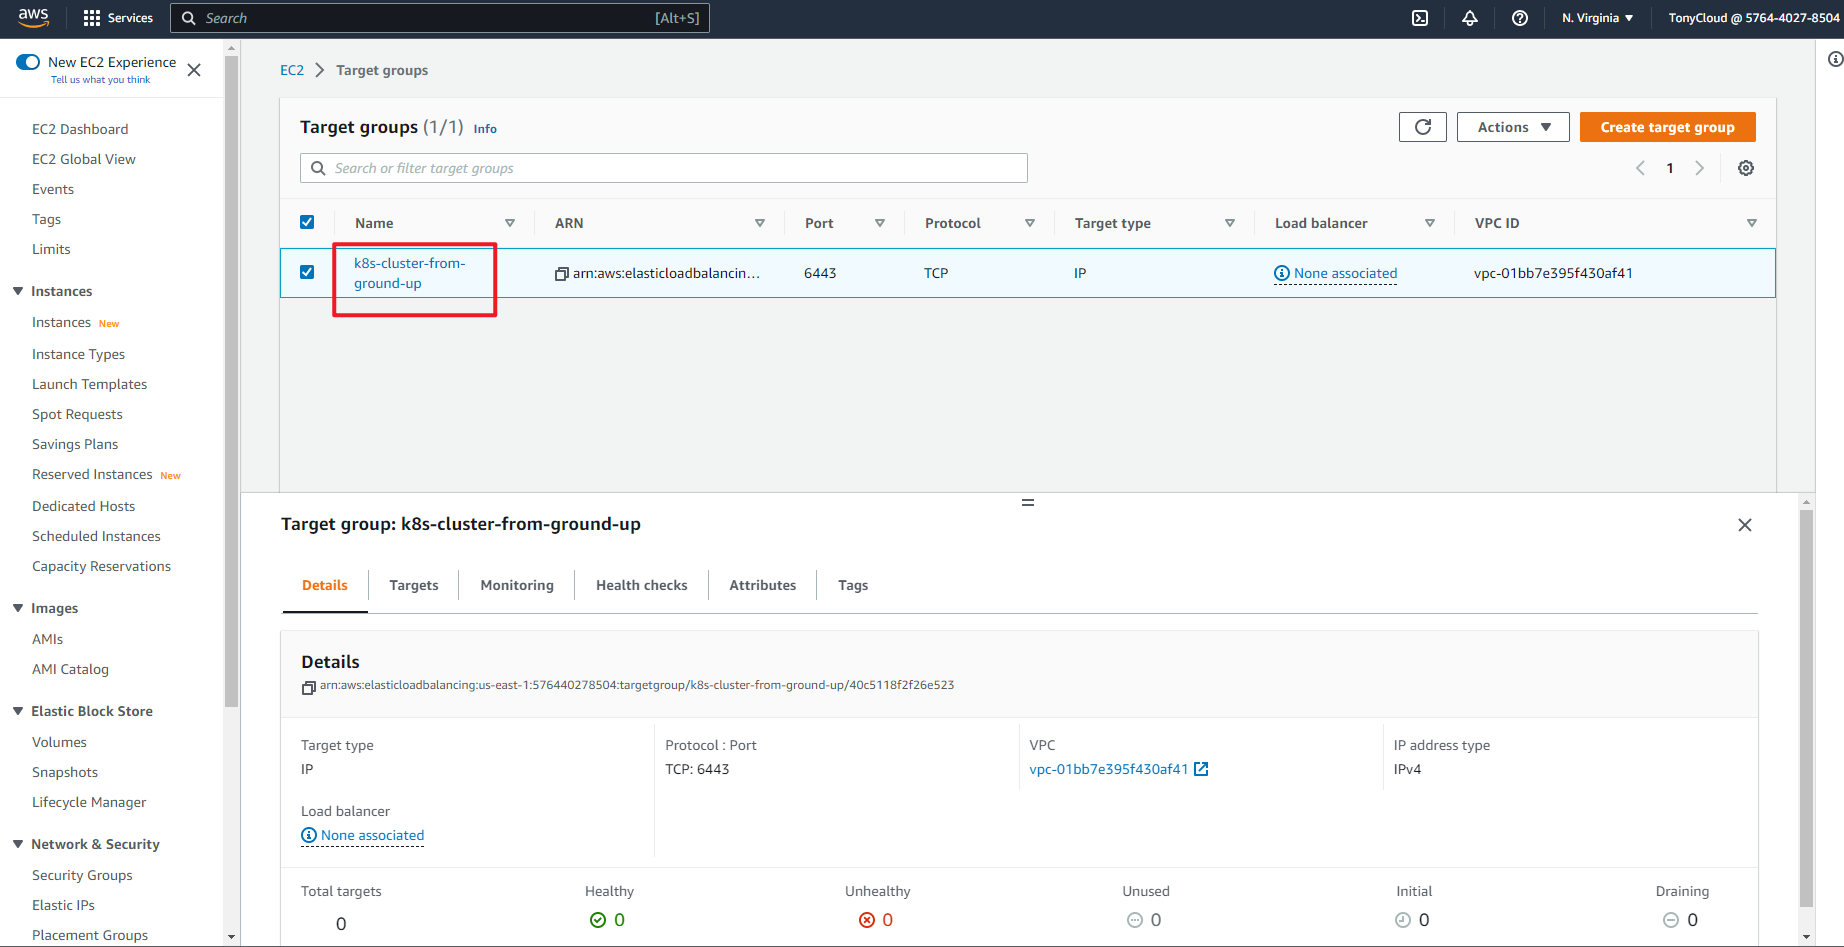 aws Services Search [Alt+S] N. Virginia TonyCloud @ 5764-4027-8504
New EC2 Experience
Tell us what you think
EC2 Dashboard
EC2 Global View
Events
Tags
Limits
Instances
Instances New
Instance Types
Launch Templates
Spot Requests
Savings Plans
Reserved Instances New
Dedicated Hosts
Scheduled Instances
Capacity Reservations
Images
AMIs
AMI Catalog
Elastic Block Store
Volumes
Snapshots
Lifecycle Manager
Network & Security
Security Groups
Elastic IPs
Placement Groups
EC2 Target groups
Target groups (1/1) Info
Actions Create target group
Search or filter target groups
1
Name ARN Port Protocol Target type Load balancer VPC ID
k8s-cluster-from-
ground-up
arn:aws:elasticloadbalancin... 6443 TCP IP None associated vpc-01bb7e395f430af41
Target group: k8s-cluster-from-ground-up
Details Targets Monitoring Health checks Attributes Tags
Details
arn:aws:elasticloadbalancing:us-east-1:576440278504:targetgroup/k8s-cluster-from-ground-up/40c5118f2f26e523
Target type Protocol : Port VPC IP address type
IP TCP: 6443 vpc-01bb7e395f430af41 IPv4
Load balancer
None associated
Total targets Healthy Unhealthy Unused Initial Draining
0 0 0 0 0 0